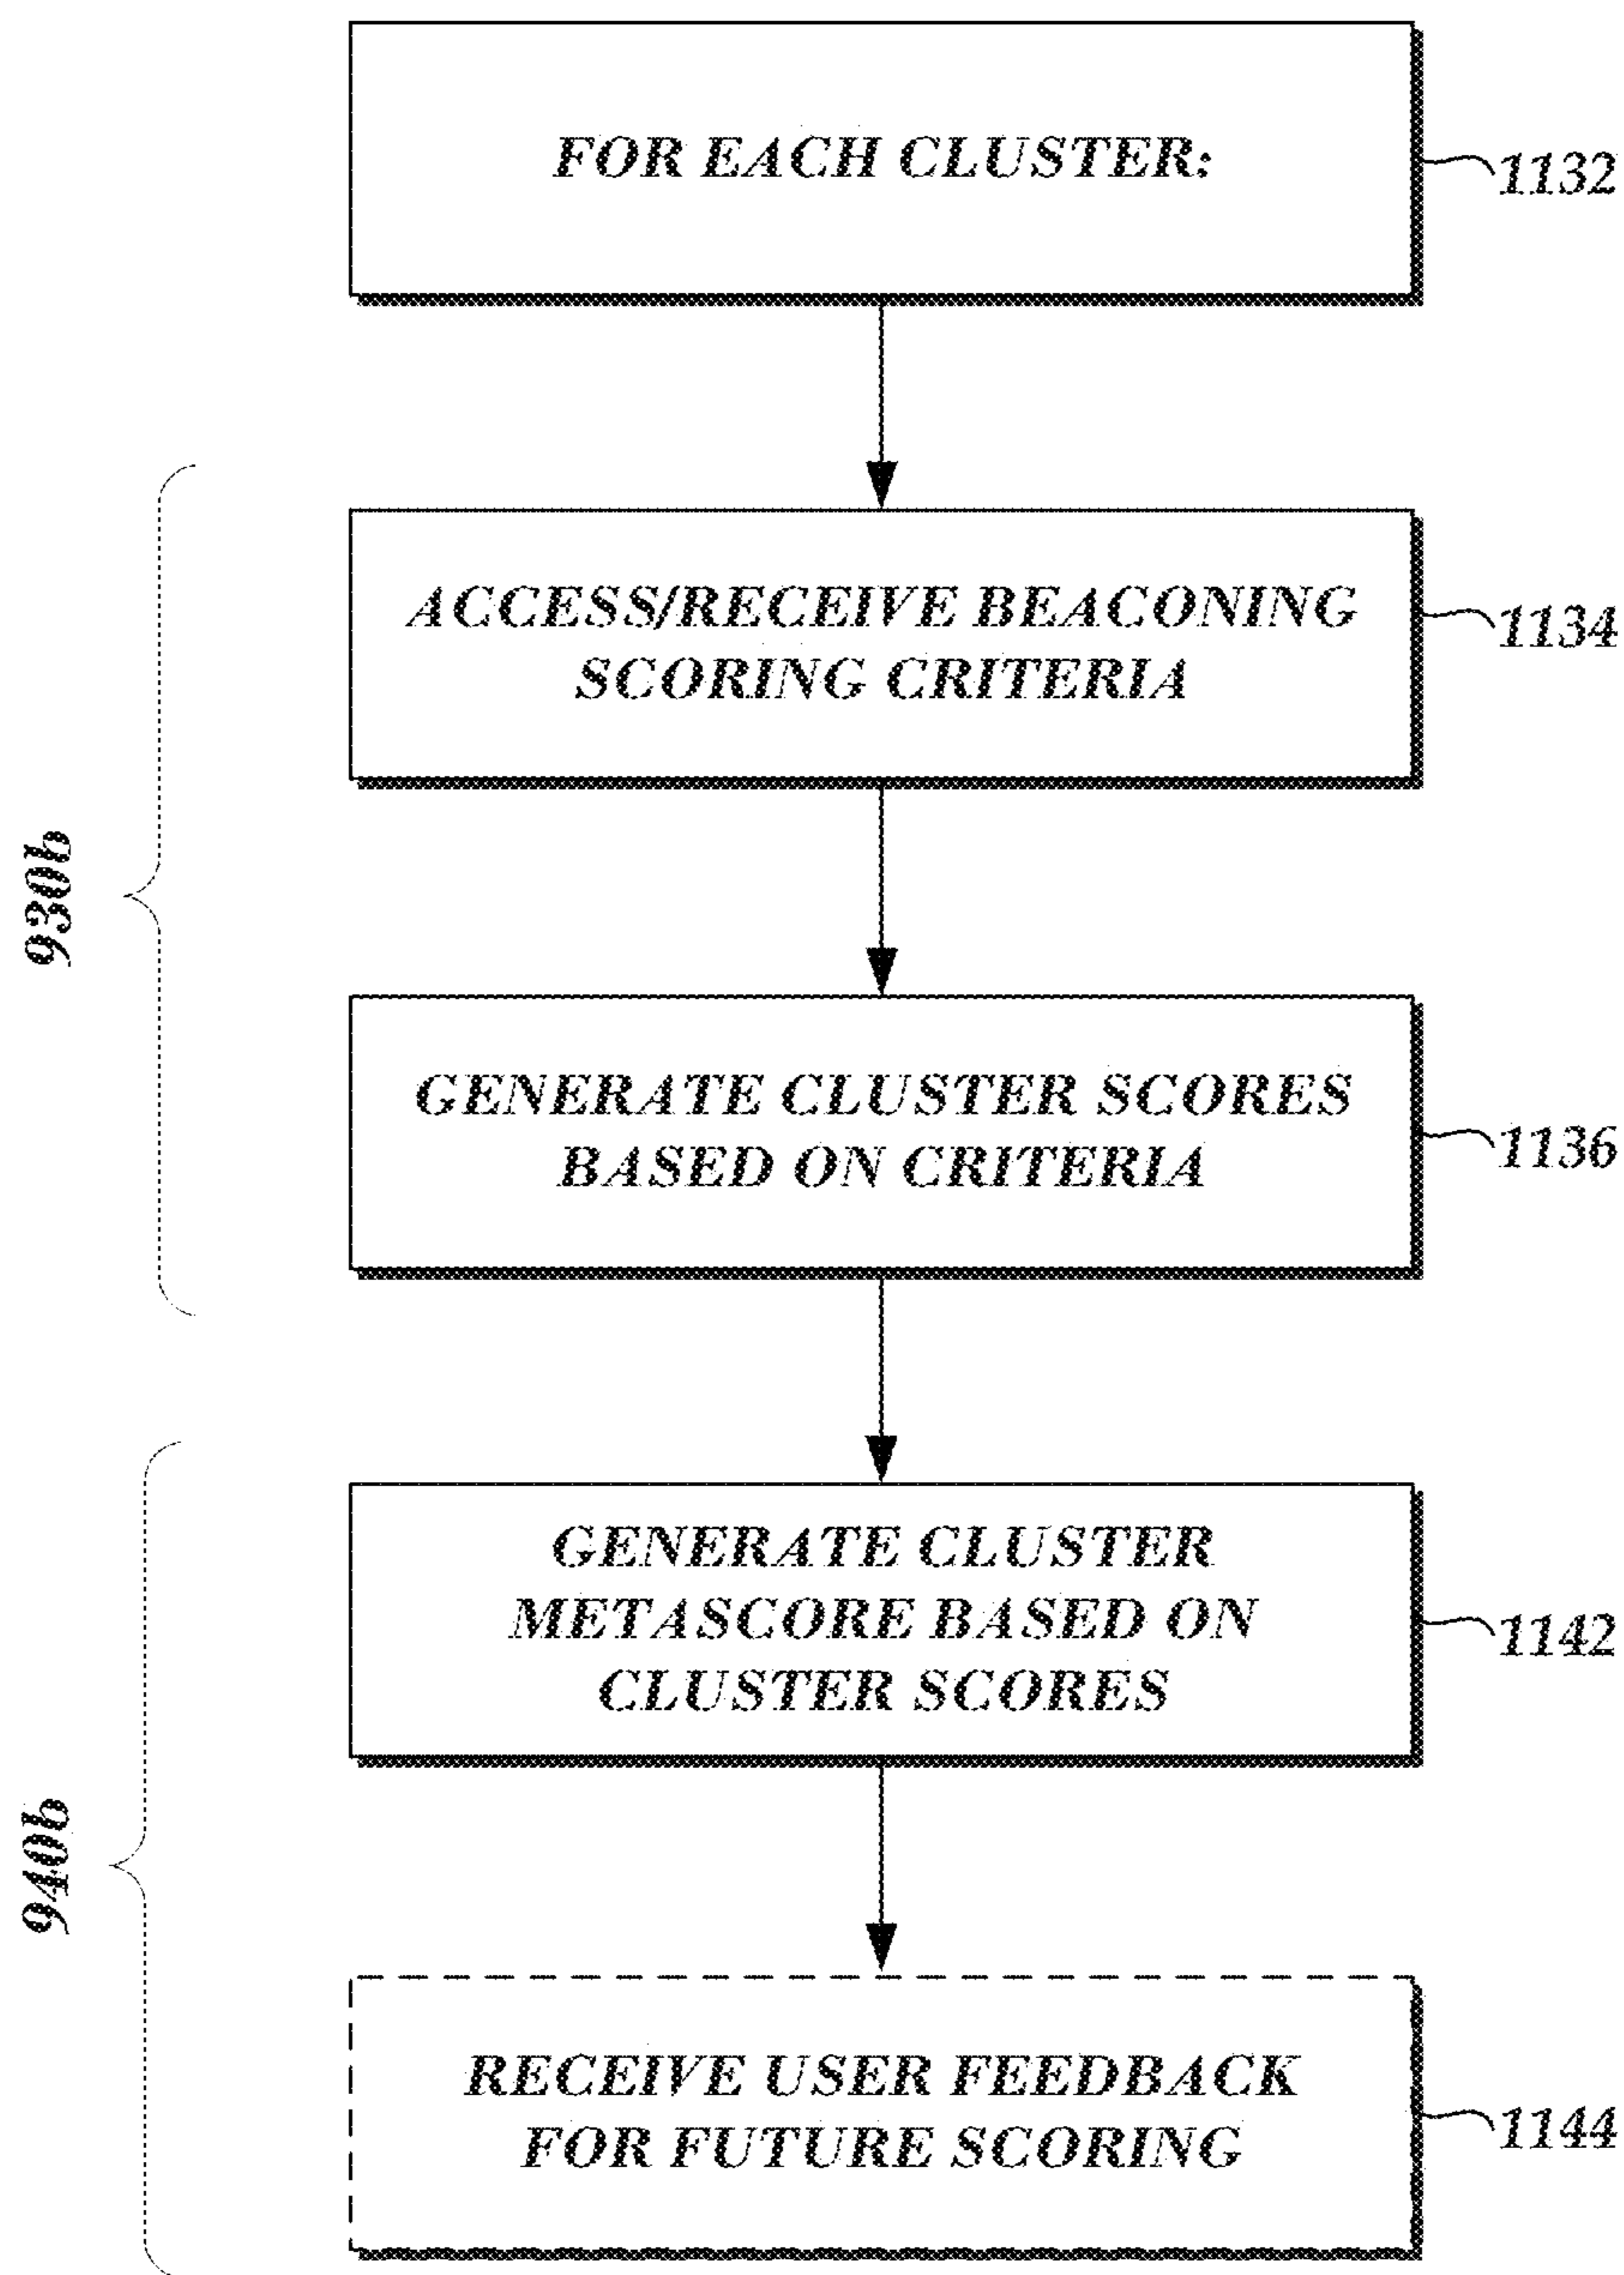 FOR EACH CLUSTER:
1132
930b
ACCESS/RECEIVE BEACONING
SCORING CRITERIA
1134
GENERATE CLUSTER SCORES
BASED ON CRITERIA
1136
940b
GENERATE CLUSTER
METASCORE BASED ON
CLUSTER SCORES
1142
RECEIVE USER FEEDBACK
FOR FUTURE SCORING
1144